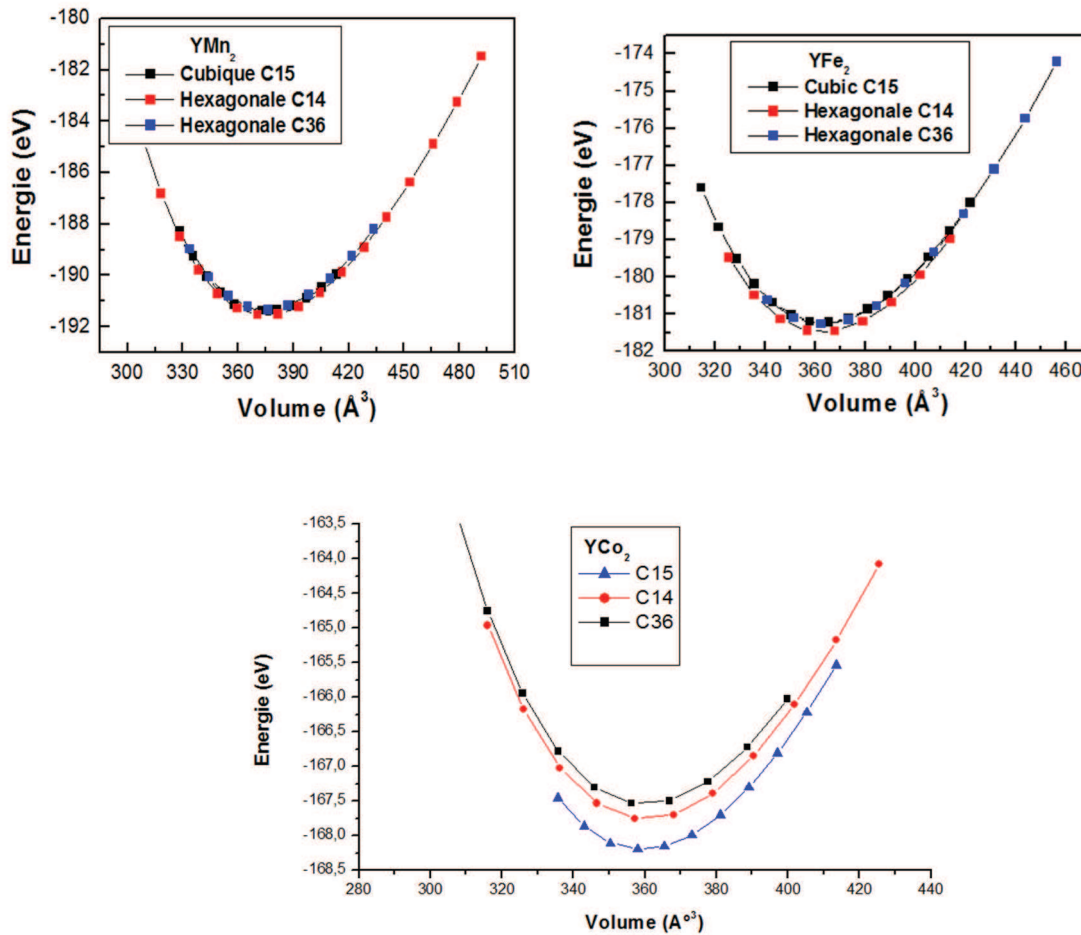 YMn2
Cubique C15
Hexagonale C14
Hexagonale C36
-180
-182
-184
-186
-188
-190
-192
Energie (eV)
300 330 360 390 420 450 480 510
Volume (Å³)
YFe2
Cubic C15
Hexagonale C14
Hexagonale C36
-174
-175
-176
-177
-178
-179
-180
-181
-182
Energie (eV)
300 320 340 360 380 400 420 440 460
Volume (Å³)
YCo2
C15
C14
C36
-163,5
-164,0
-164,5
-165,0
-165,5
-166,0
-166,5
-167,0
-167,5
-168,0
-168,5
Energie (eV)
280 300 320 340 360 380 400 420 440
Volume (A°³)